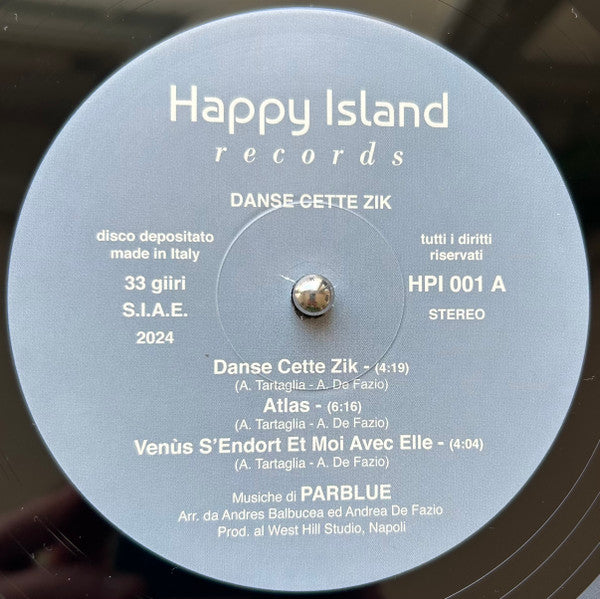 Happy Island
records
DANSE CETTE ZIK
disco depositato
made in Italy
33 giiri
S.I.A.E.
2024
tutti i diritti
riservati
HPI 001 A
STEREO
Danse Cette Zik - (4:19)
(A. Tartaglia - A. De Fazio)
Atlas - (6:16)
(A. Tartaglia - A. De Fazio)
Venùs S'Endort Et Moi Avec Elle - (4:04)
(A. Tartaglia - A. De Fazio)
Musiche di PARBLUE
Arr. da Andres Balbucea ed Andrea De Fazio
Prod. al West Hill Studio, Napoli